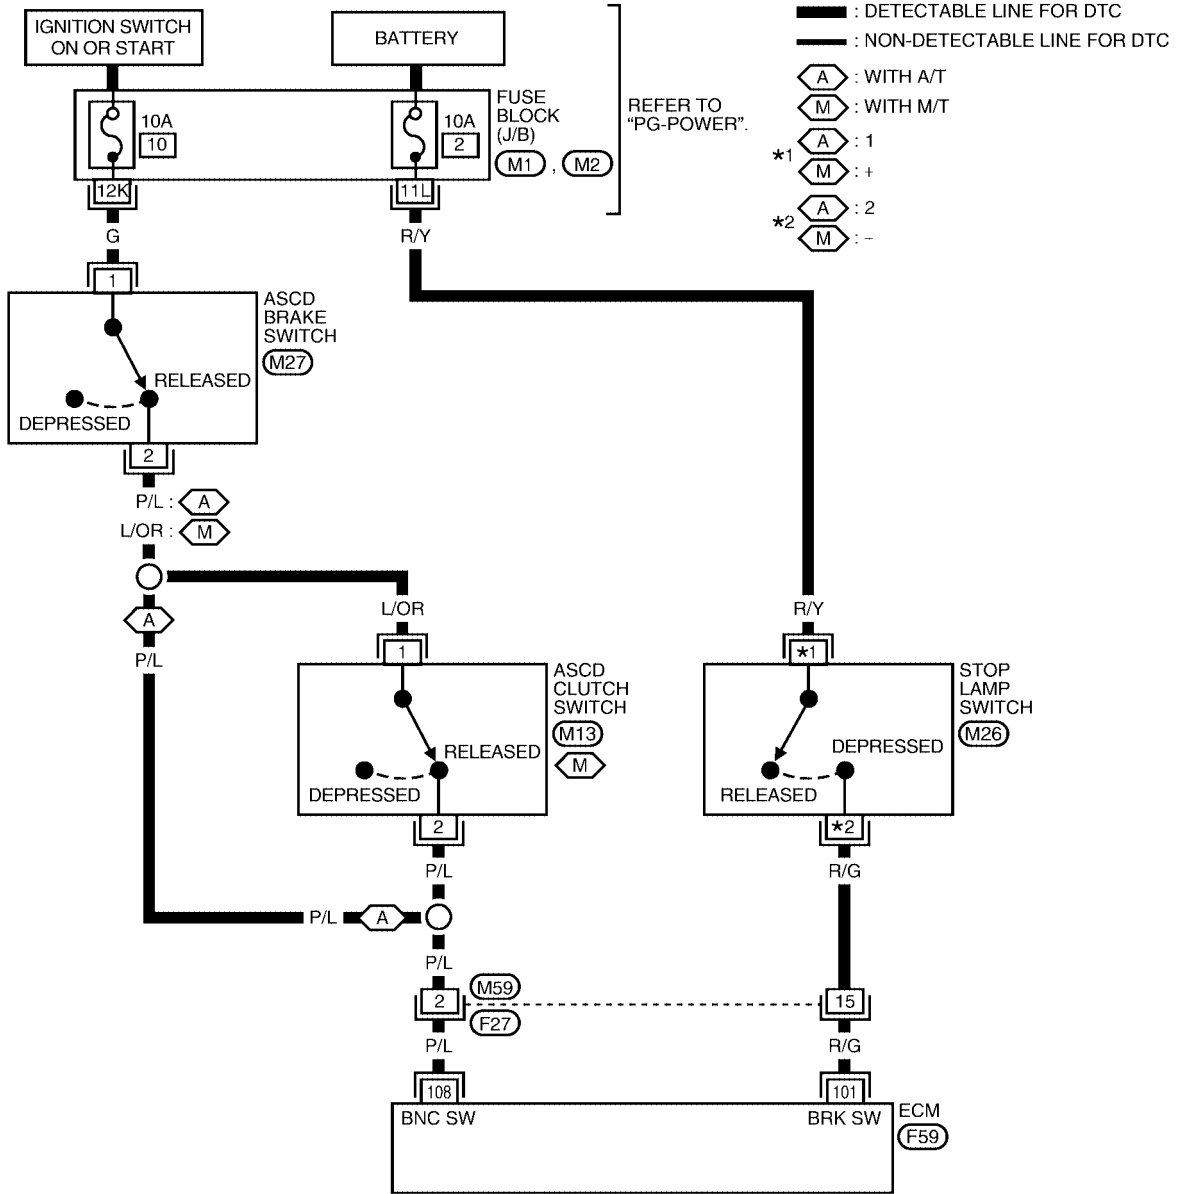 IGNITION SWITCH
ON OR START
BATTERY
10A
10
10A
2
FUSE
BLOCK
(J/B)
M1 , M2
REFER TO
"PG-POWER".
: DETECTABLE LINE FOR DTC
: NON-DETECTABLE LINE FOR DTC
A : WITH A/T
M : WITH M/T
*1 A : 1
M : +
*2 A : 2
M : -
12K
11L
G
R/Y
1
ASCD
BRAKE
SWITCH
M27
RELEASED
DEPRESSED
2
P/L : A
L/OR : M
A
P/L
L/OR
R/Y
1
ASCD
CLUTCH
SWITCH
M13
M
RELEASED
DEPRESSED
2
*1
STOP
LAMP
SWITCH
M26
DEPRESSED
RELEASED
*2
P/L
R/G
P/L A
P/L
2
M59
F27
15
P/L
R/G
108
101
BNC SW
BRK SW
ECM
F59